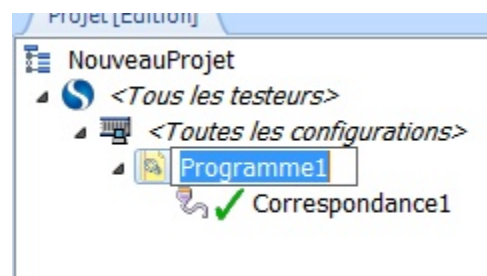 Projet [Edition]
NouveauProjet
<Tous les testeurs>
<Toutes les configurations>
Programme1
Correspondance1